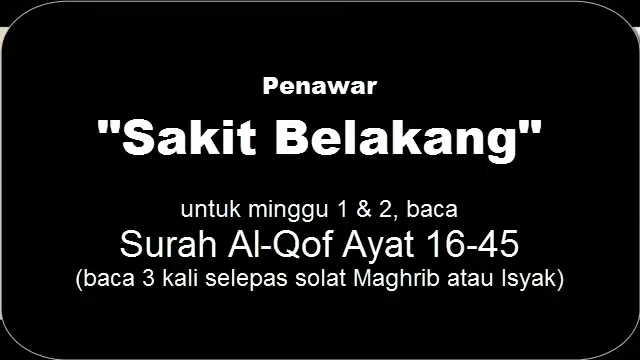 Penawar
"Sakit Belakang"
untuk minggu 1 & 2, baca
Surah Al-Qof Ayat 16-45
(baca 3 kali selepas solat Maghrib atau Isyak)